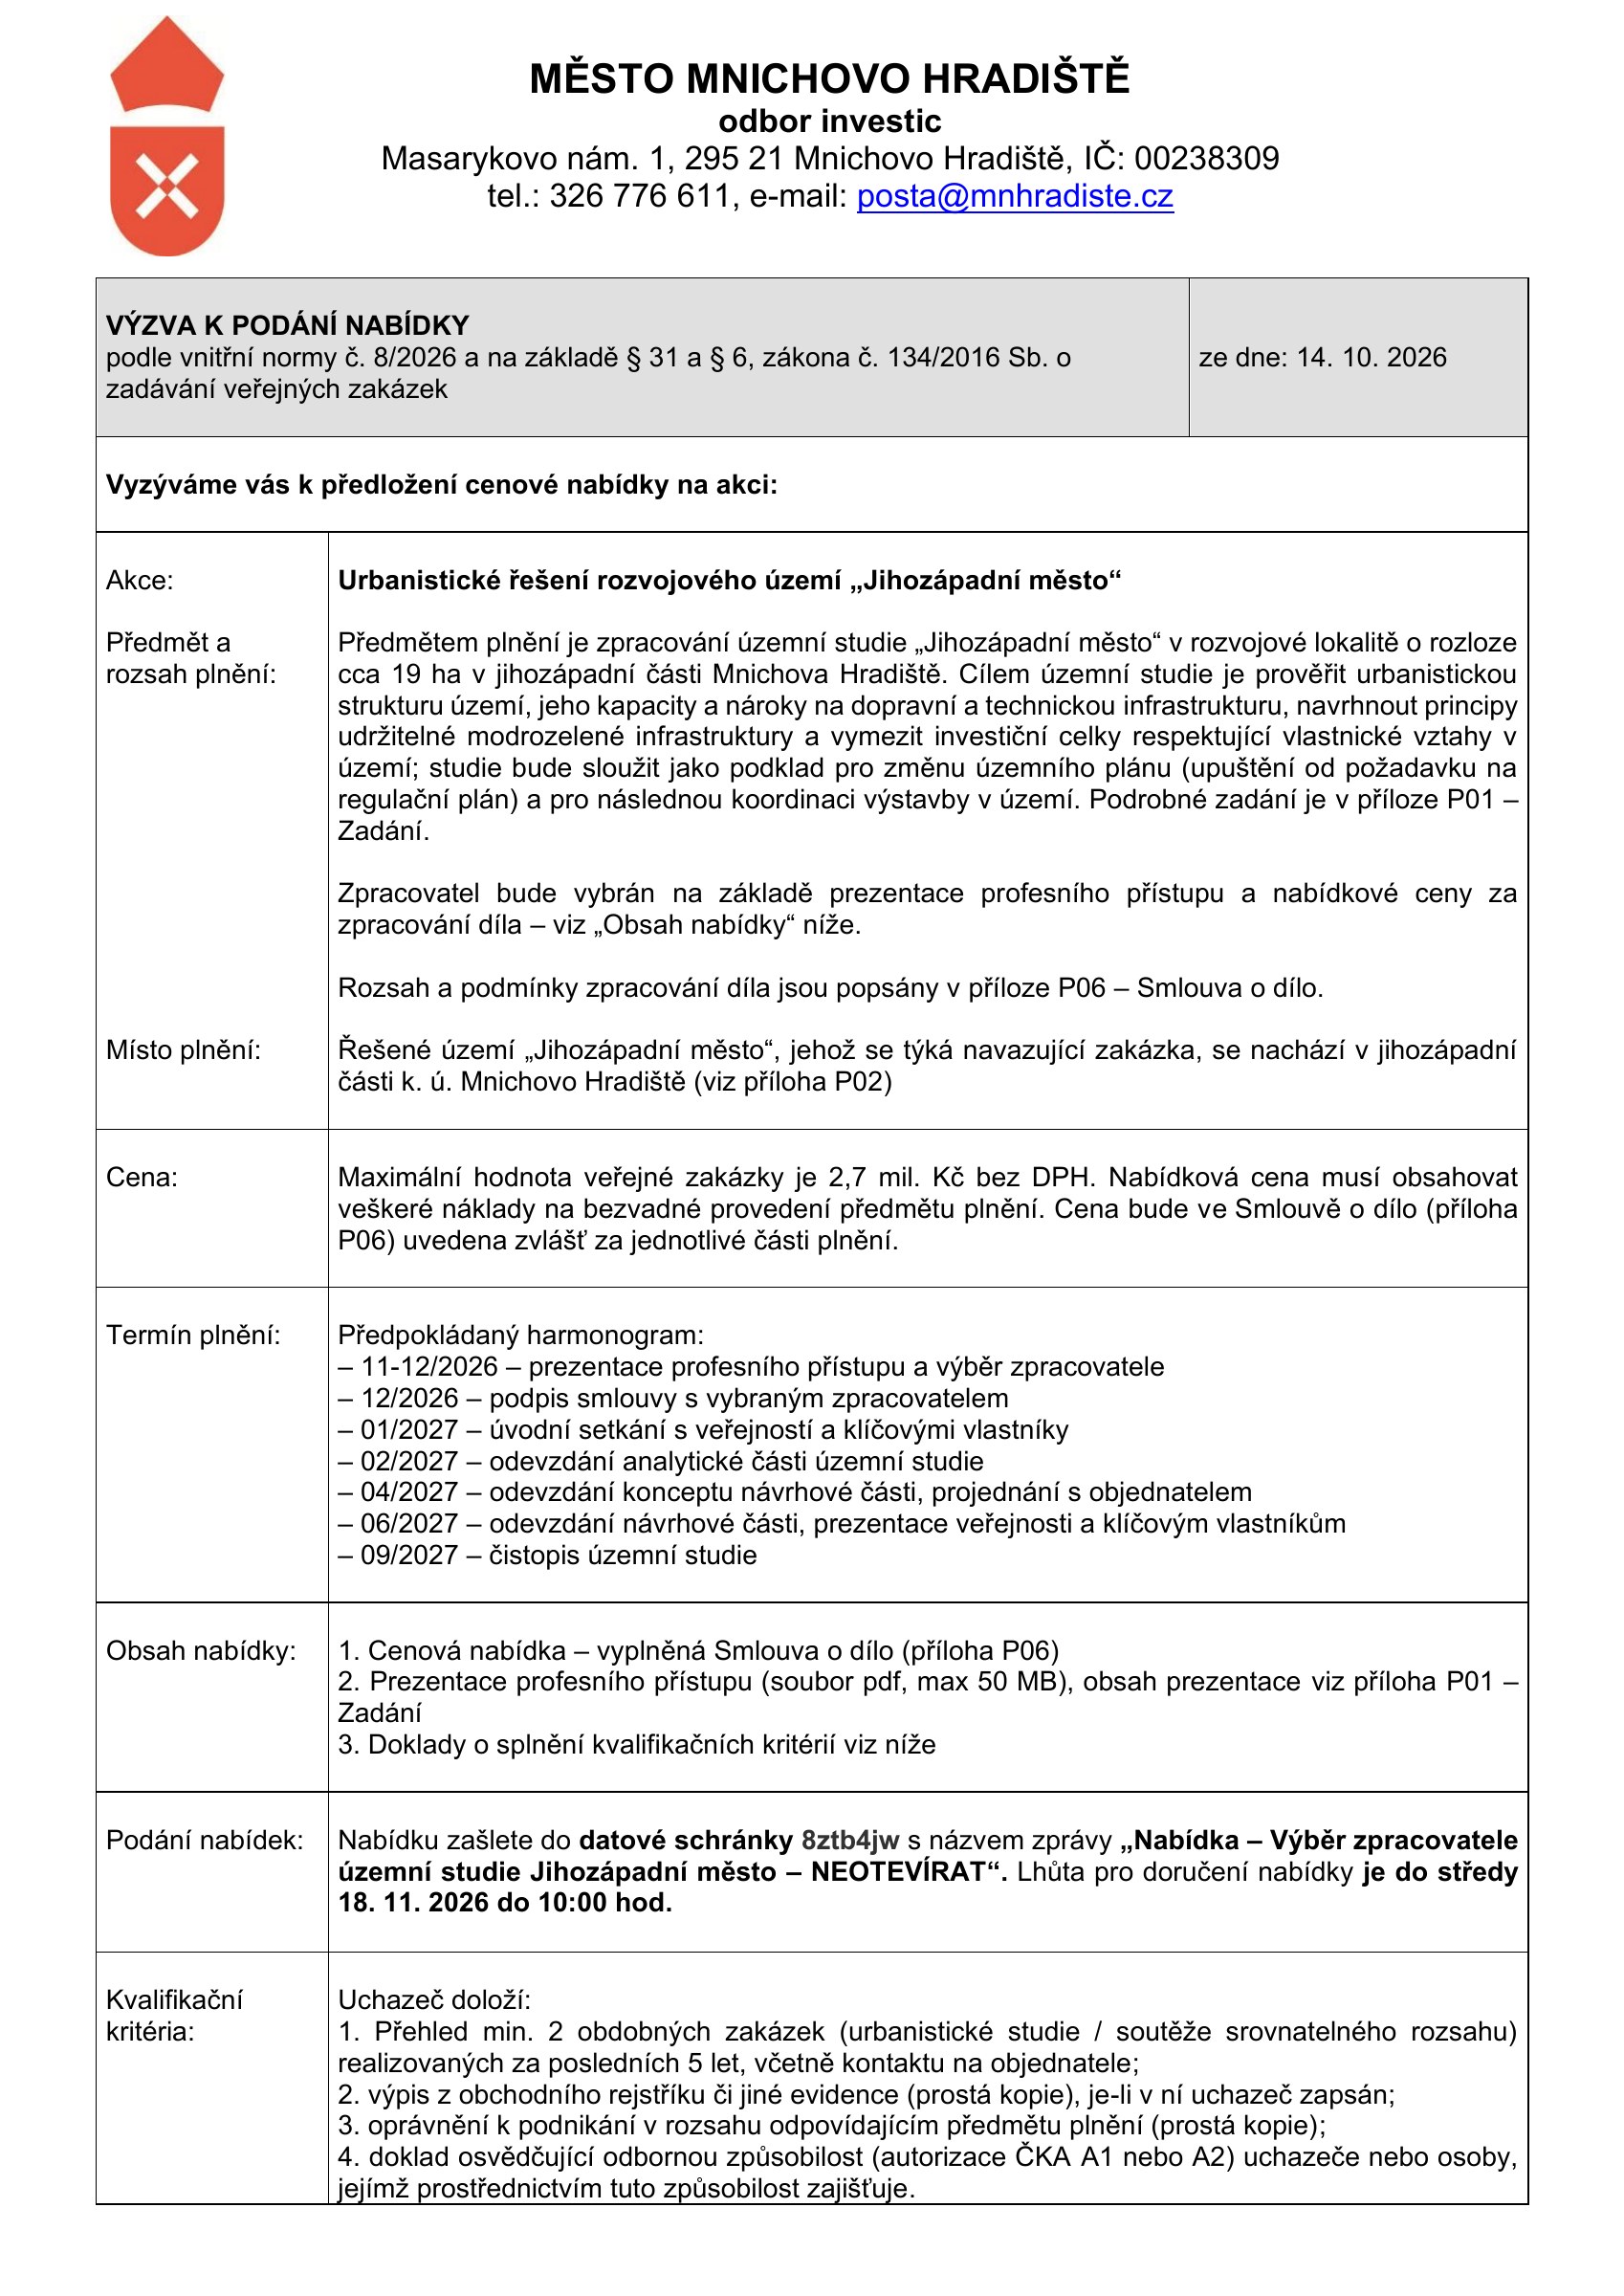 MĚSTO MNICHOVO HRADIŠTĚ
odbor investic
Masarykovo nám. 1, 295 21 Mnichovo Hradiště, IČ: 00238309
tel.: 326 776 611, e-mail: posta@mnhradiste.cz
VÝZVA K PODÁNÍ NABÍDKY
podle vnitřní normy č. 8/2026 a na základě § 31 a § 6, zákona č. 134/2016 Sb. o
zadávání veřejných zakázek
ze dne: 14. 10. 2026
Vyzýváme vás k předložení cenové nabídky na akci:
Akce:
Urbanistické řešení rozvojového území „Jihozápadní město“
Předmět a
rozsah plnění:
Předmětem plnění je zpracování územní studie „Jihozápadní město“ v rozvojové lokalitě o rozloze
cca 19 ha v jihozápadní části Mnichova Hradiště. Cílem územní studie je prověřit urbanistickou
strukturu území, jeho kapacity a nároky na dopravní a technickou infrastrukturu, navrhnout principy
udržitelné modrozelené infrastruktury a vymezit investiční celky respektující vlastnické vztahy v
území; studie bude sloužit jako podklad pro změnu územního plánu (upuštění od požadavku na
regulační plán) a pro následnou koordinaci výstavby v území. Podrobné zadání je v příloze P01 –
Zadání.
Zpracovatel bude vybrán na základě prezentace profesního přístupu a nabídkové ceny za
zpracování díla – viz „Obsah nabídky“ níže.
Rozsah a podmínky zpracování díla jsou popsány v příloze P06 – Smlouva o dílo.
Místo plnění:
Řešené území „Jihozápadní město“, jehož se týká navazující zakázka, se nachází v jihozápadní
části k. ú. Mnichovo Hradiště (viz příloha P02)
Cena:
Maximální hodnota veřejné zakázky je 2,7 mil. Kč bez DPH. Nabídková cena musí obsahovat
veškeré náklady na bezvadné provedení předmětu plnění. Cena bude ve Smlouvě o dílo (příloha
P06) uvedena zvlášť za jednotlivé části plnění.
Termín plnění:
Předpokládaný harmonogram:
– 11-12/2026 – prezentace profesního přístupu a výběr zpracovatele
– 12/2026 – podpis smlouvy s vybraným zpracovatelem
– 01/2027 – úvodní setkání s veřejností a klíčovými vlastníky
– 02/2027 – odevzdání analytické části územní studie
– 04/2027 – odevzdání konceptu návrhové části, projednání s objednatelem
– 06/2027 – odevzdání návrhové části, prezentace veřejnosti a klíčovým vlastníkům
– 09/2027 – čistopis územní studie
Obsah nabídky:
1. Cenová nabídka – vyplněná Smlouva o dílo (příloha P06)
2. Prezentace profesního přístupu (soubor pdf, max 50 MB), obsah prezentace viz příloha P01 –
Zadání
3. Doklady o splnění kvalifikačních kritérií viz níže
Podání nabídek:
Nabídku zašlete do datové schránky 8ztb4jw s názvem zprávy „Nabídka – Výběr zpracovatele
územní studie Jihozápadní město – NEOTEVÍRAT“. Lhůta pro doručení nabídky je do středy
18. 11. 2026 do 10:00 hod.
Kvalifikační
kritéria:
Uchazeč doloží:
1. Přehled min. 2 obdobných zakázek (urbanistické studie / soutěže srovnatelného rozsahu)
realizovaných za posledních 5 let, včetně kontaktu na objednatele;
2. výpis z obchodního rejstříku či jiné evidence (prostá kopie), je-li v ní uchazeč zapsán;
3. oprávnění k podnikání v rozsahu odpovídajícím předmětu plnění (prostá kopie);
4. doklad osvědčující odbornou způsobilost (autorizace ČKA A1 nebo A2) uchazeče nebo osoby,
jejímž prostřednictvím tuto způsobilost zajišťuje.